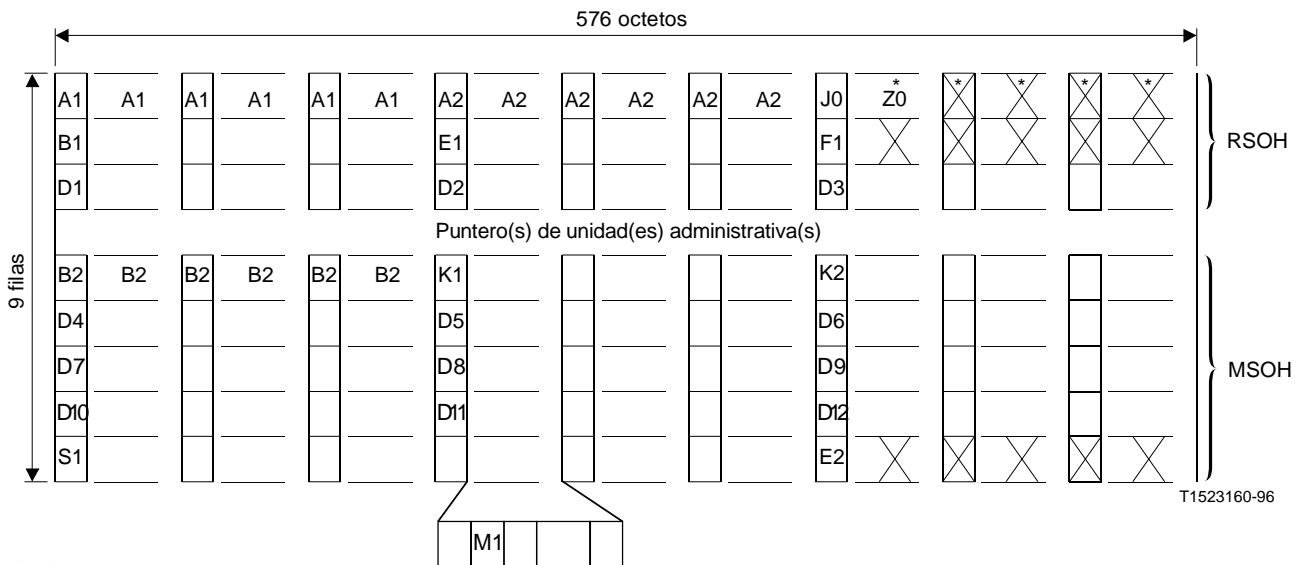 576 octetos
A1 A1 A1 A1 A1 A1 A2 A2 A2 A2 A2 A2 J0 * Z0 * * * *
B1 E1 F1
RSOH
D1 D2 D3
Puntero(s) de unidad(es) administrativa(s)
9 filas
B2 B2 B2 B2 B2 B2 K1 K2
D4 D5 D6
D7 D8 D9
MSOH
D10 D11 D12
S1 E2
T1523160-96
M1